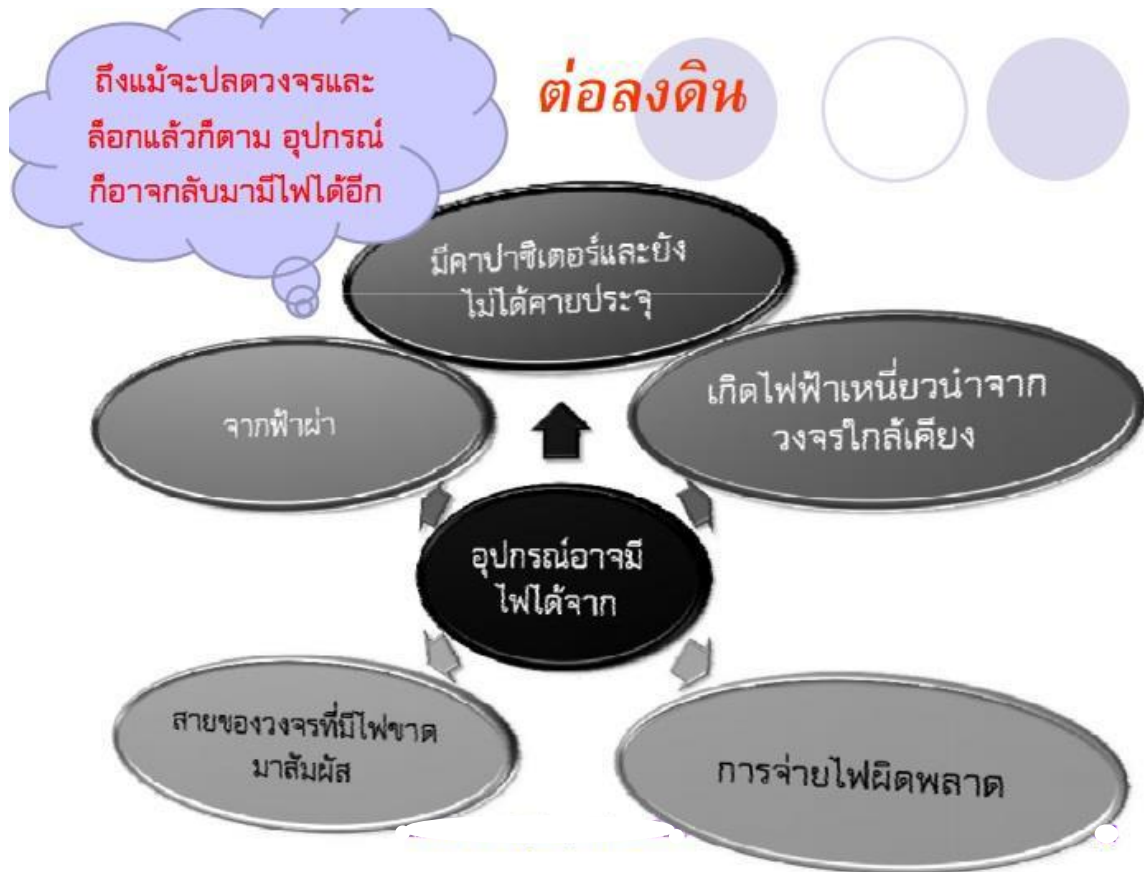 ถึงแม้จะปลดวงจรและ
ล็อกแล้วก็ตาม อุปกรณ์
ก็อาจกลับมามีไฟได้อีก
ต่อลงดิน
มีคาปาซิเตอร์และยัง
ไม่ได้คายประจุ
จากฟ้าผ่า
เกิดไฟฟ้าเหนี่ยวนำจาก
วงจรใกล้เคียง
อุปกรณ์อาจมี
ไฟได้จาก
สายของวงจรที่มีไฟขาด
มาสัมผัส
การจ่ายไฟผิดพลาด